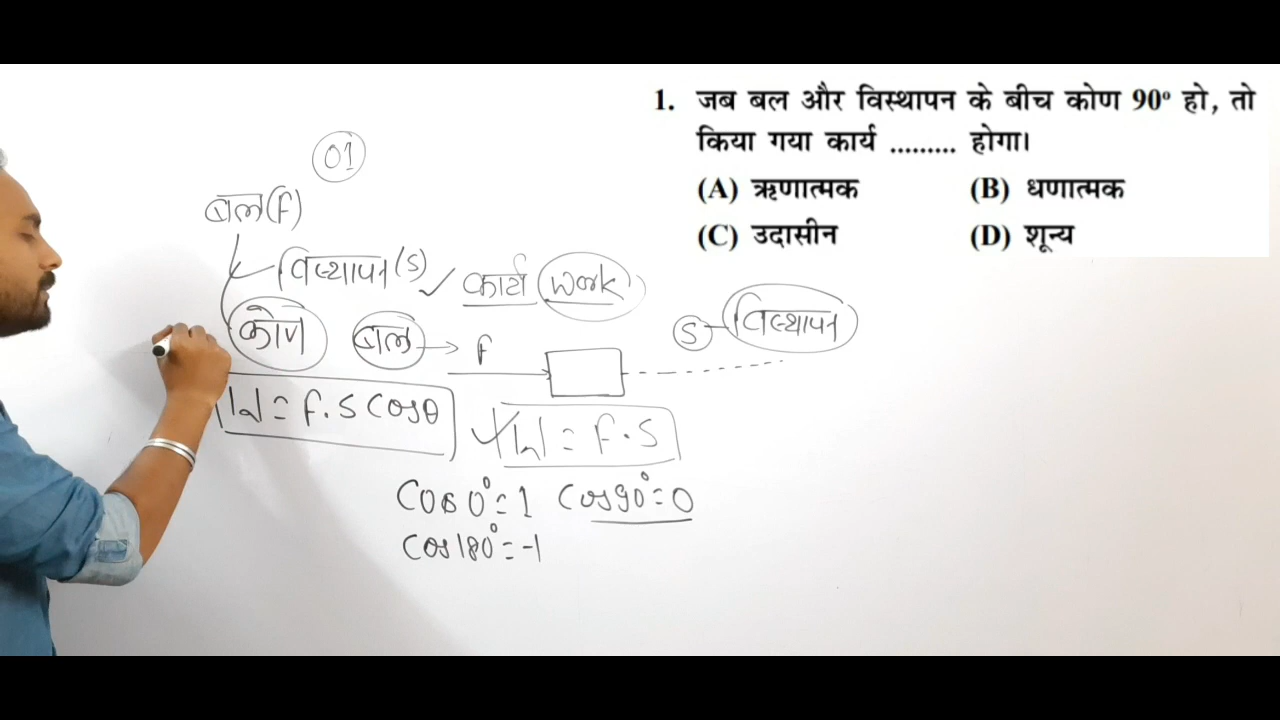 1. जब बल और विस्थापन के बीच कोण 90° हो, तो
किया गया कार्य ......... होगा।
(A) ऋणात्मक (B) धणात्मक
(C) उदासीन (D) शून्य
01
बल(F)
विस्थापन(S) ✓ कार्य work
कोण बल → F S – विस्थापन
W = F.S Cosθ ✓ W = F.S
Cos 0° = 1 Cos 90° = 0
Cos 180° = -1